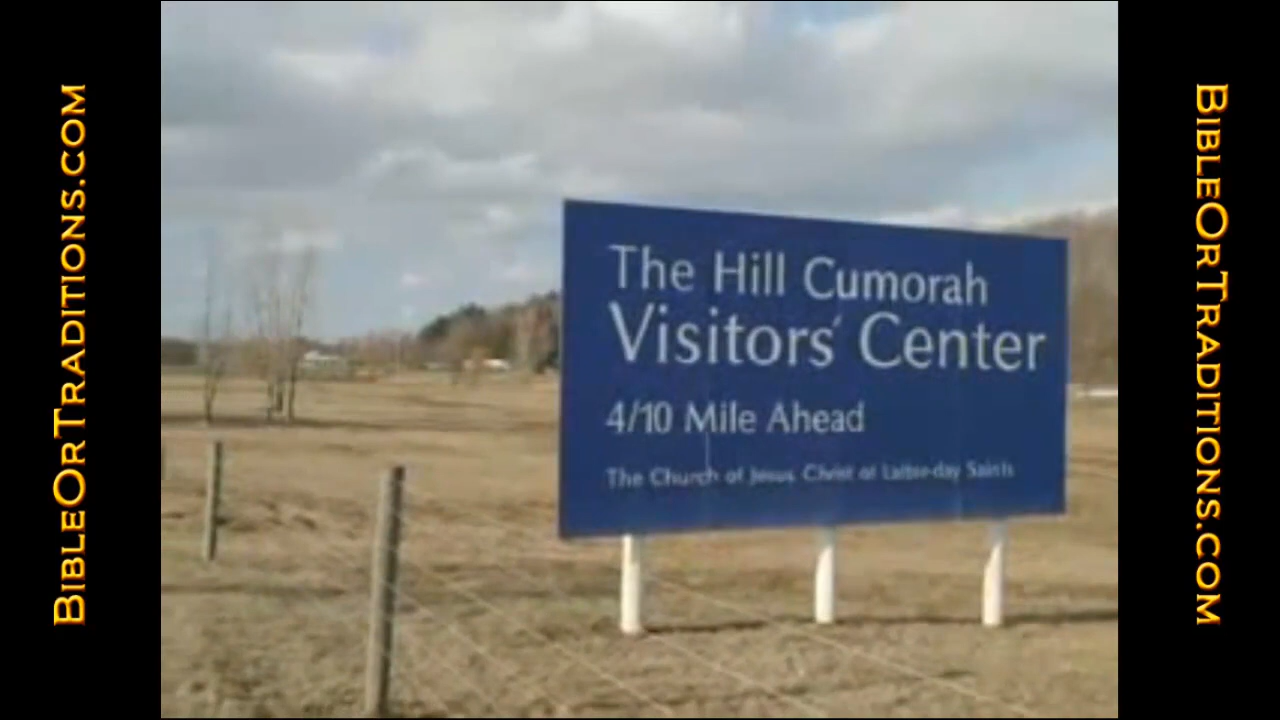 BibleOrTraditions.com
The Hill Cumorah
Visitors' Center
4/10 Mile Ahead
The Church of Jesus Christ of Latter-day Saints
BibleOrTraditions.com